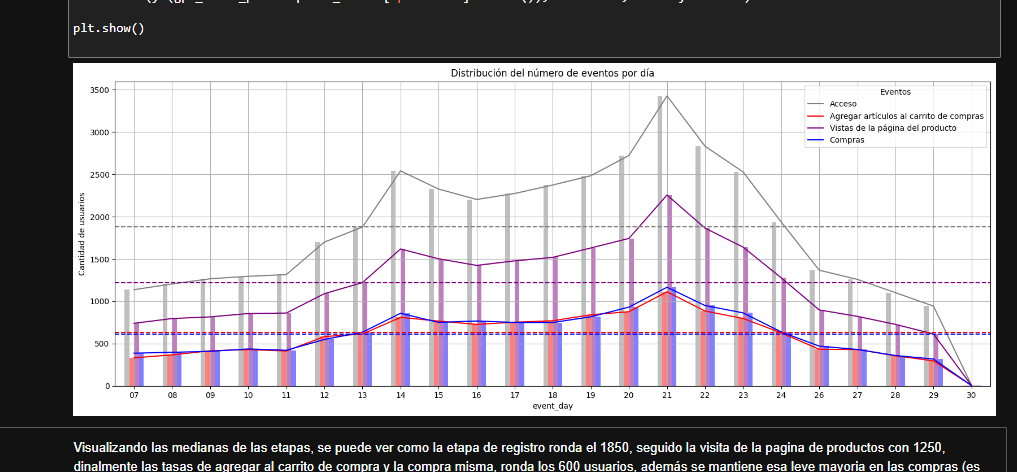 plt.show()
Distribución del número de eventos por día
Eventos
Acceso
Agregar artículos al carrito de compras
Vistas de la página del producto
Compras
Cantidad de usuarios
3500
3000
2500
2000
1500
1000
500
0
07 08 09 10 11 12 13 14 15 16 17 18 19 20 21 22 23 24 26 27 28 29 30
event_day
Visualizando las medianas de las etapas, se puede ver como la etapa de registro ronda el 1850, seguido la visita de la pagina de productos con 1250,
dinalmente las tasas de agregar al carrito de compra y la compra misma, ronda los 600 usuarios, además se mantiene esa leve mayoria en las compras (es